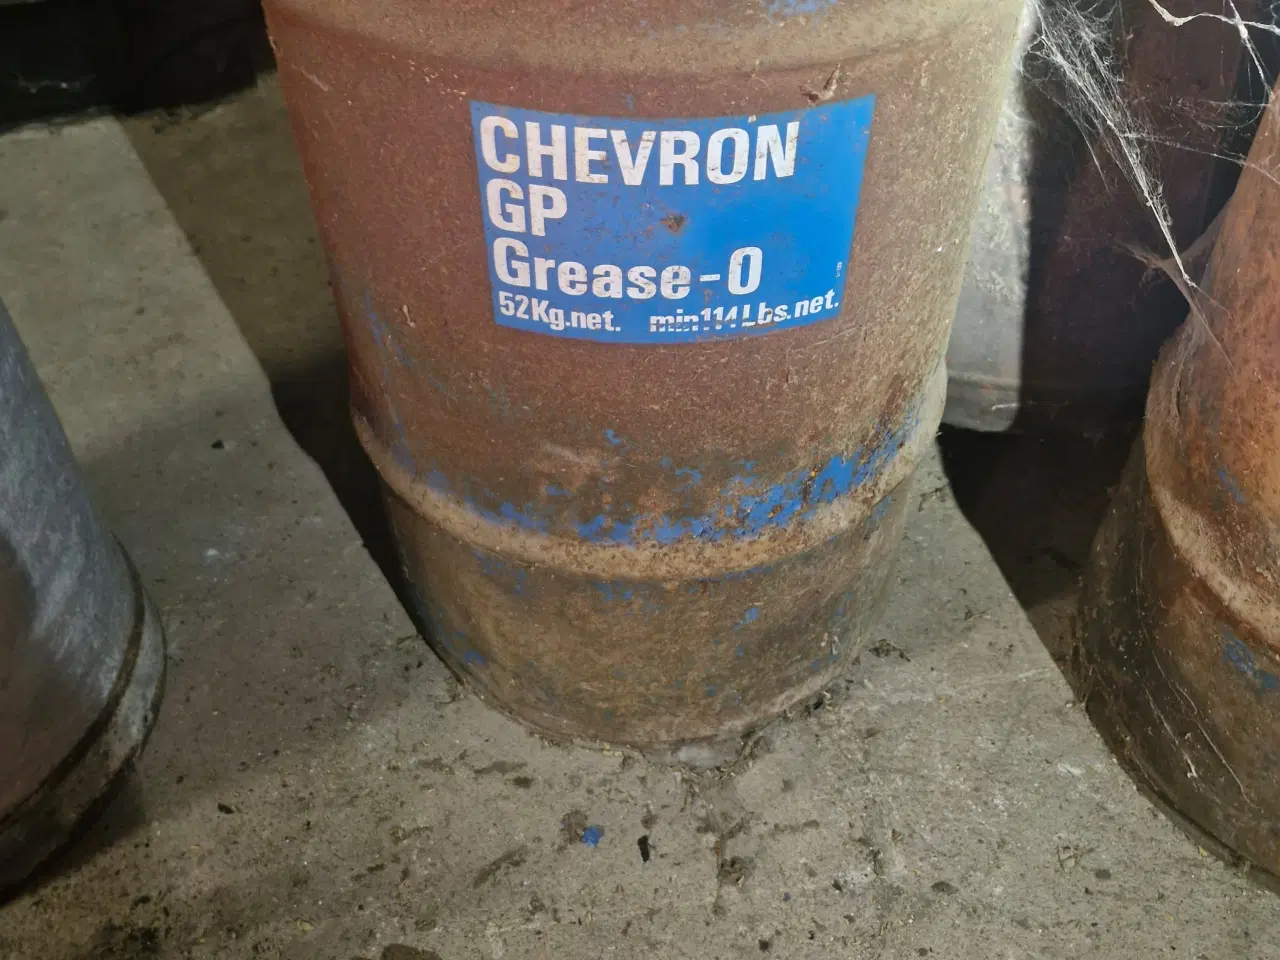 CHEVRON
GP
Grease-0
52Kg.net. min114Lbs.net.